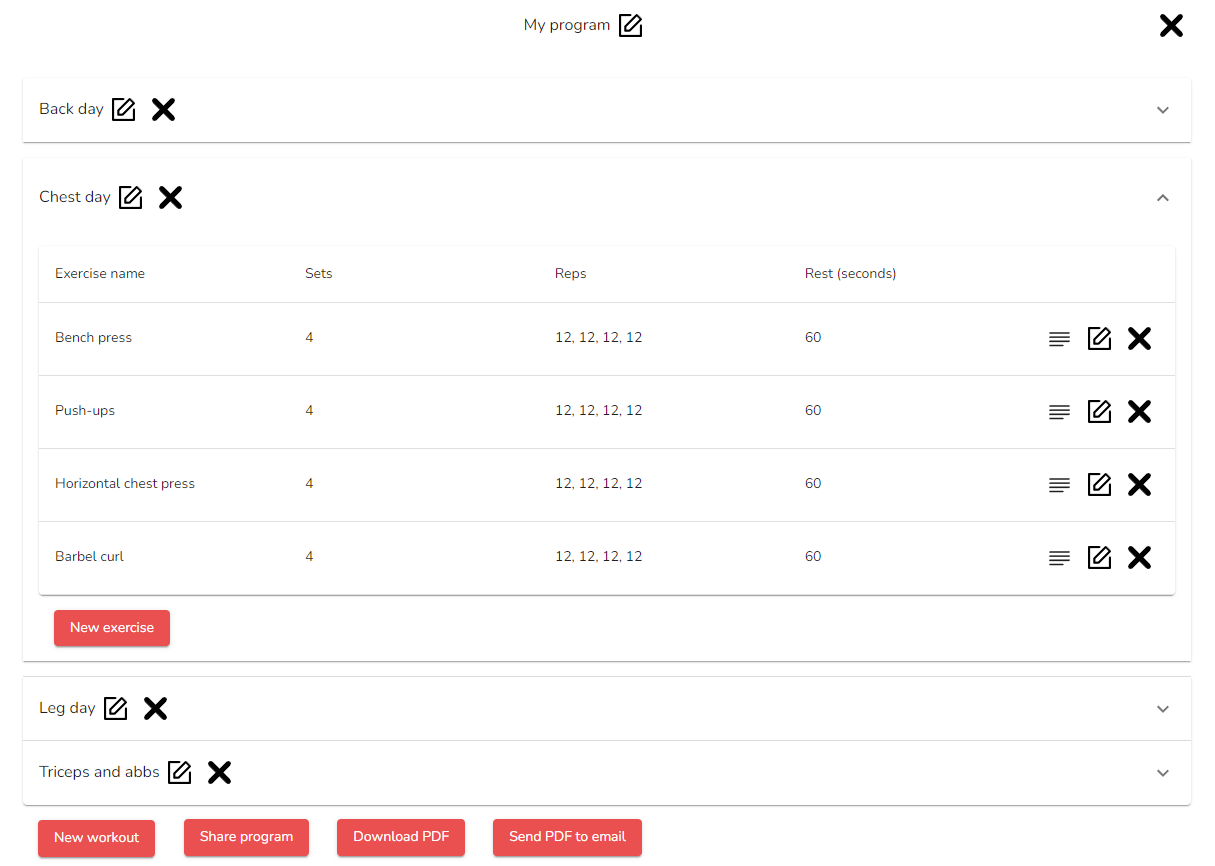 My program
Back day
Chest day
Exercise name Sets Reps Rest (seconds)
Bench press 4 12, 12, 12, 12 60
Push-ups 4 12, 12, 12, 12 60
Horizontal chest press 4 12, 12, 12, 12 60
Barbel curl 4 12, 12, 12, 12 60
New exercise
Leg day
Triceps and abbs
New workout Share program Download PDF Send PDF to email